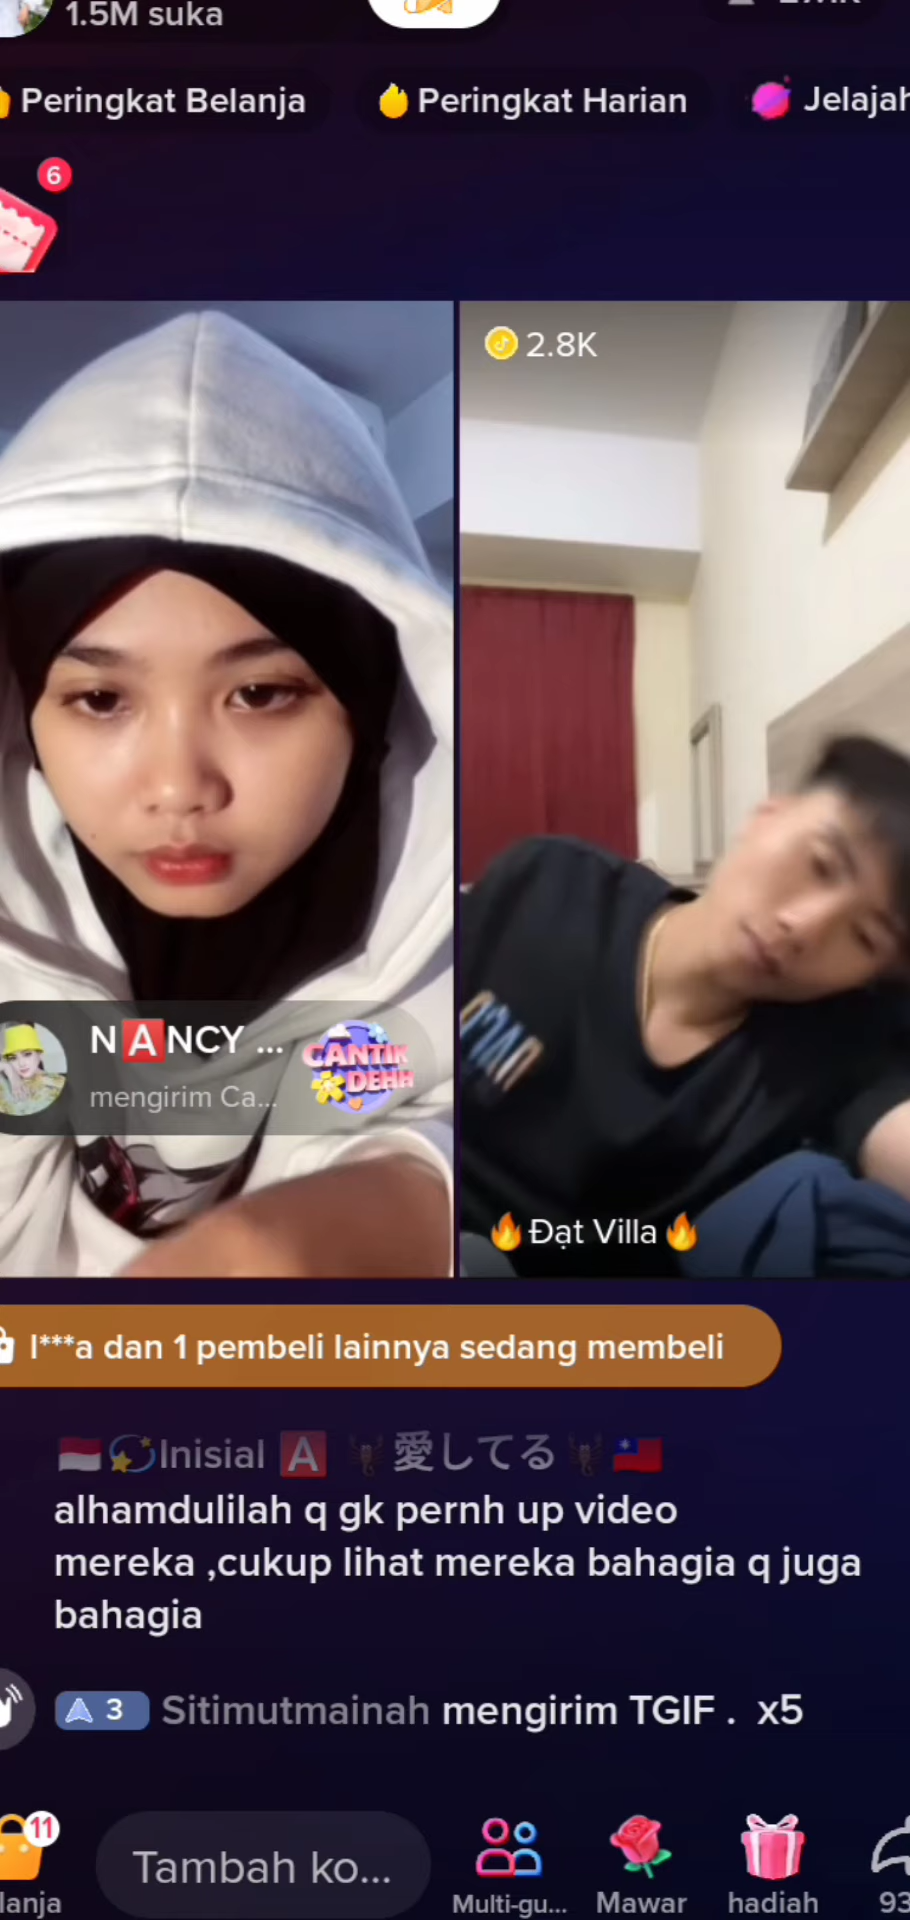 1.5M suka
Peringkat Belanja
Peringkat Harian
Jelajah
6
2.8K
N🅰️NCY ...
mengirim Ca...
CANTIK
DEHH
🔥Đạt Villa🔥
l***a dan 1 pembeli lainnya sedang membeli
🇮🇩💫Inisial 🅰️ 🦂愛してる🦂🇹🇼
alhamdulilah q gk pernh up video
mereka ,cukup lihat mereka bahagia q juga
bahagia
3 Sitimutmainah mengirim TGIF . x5
11
Tambah ko...
Multi-gu...
Mawar
hadiah
93